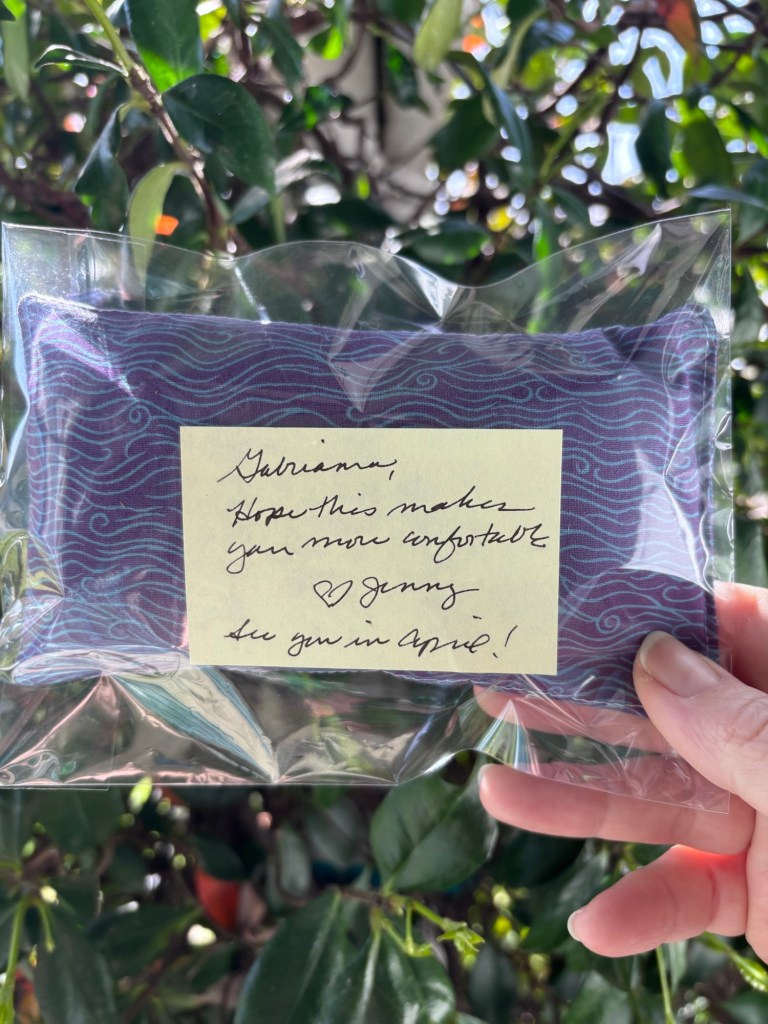 Gabriana,
Hope this makes
you more comfortable
♡ Jenny
See you in April!